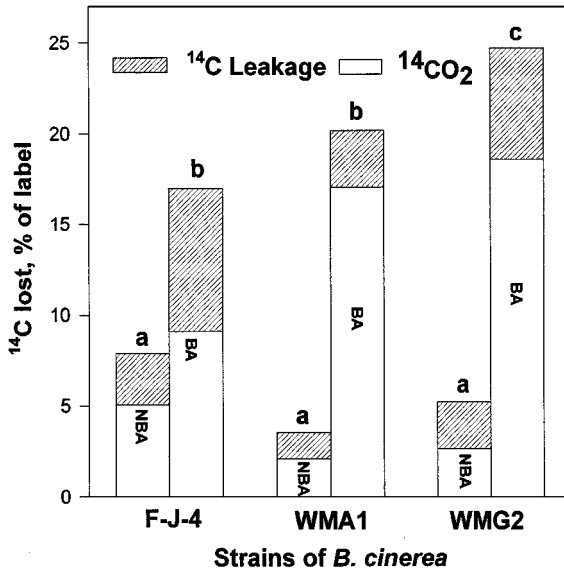 25
20
15
10
5
0
¹⁴C lost, % of label
¹⁴C Leakage
¹⁴CO₂
a
b
a
b
a
c
NBA
BA
NBA
BA
NBA
BA
F-J-4 WMA1 WMG2
Strains of B. cinerea